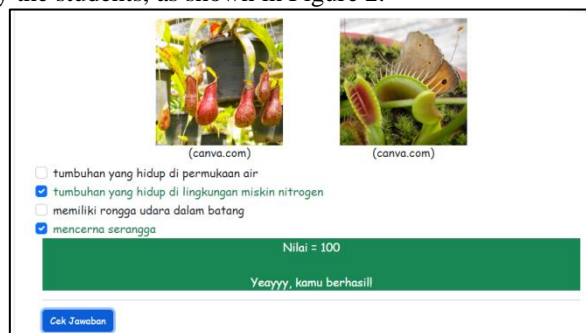 y the students, as shown in Figure 2.
(canva.com) (canva.com)
tumbuhan yang hidup di permukaan air
tumbuhan yang hidup di lingkungan miskin nitrogen
memiliki rongga udara dalam batang
mencerna serangga
Nilai = 100
Yeayyy, kamu berhasil!
Cek Jawaban